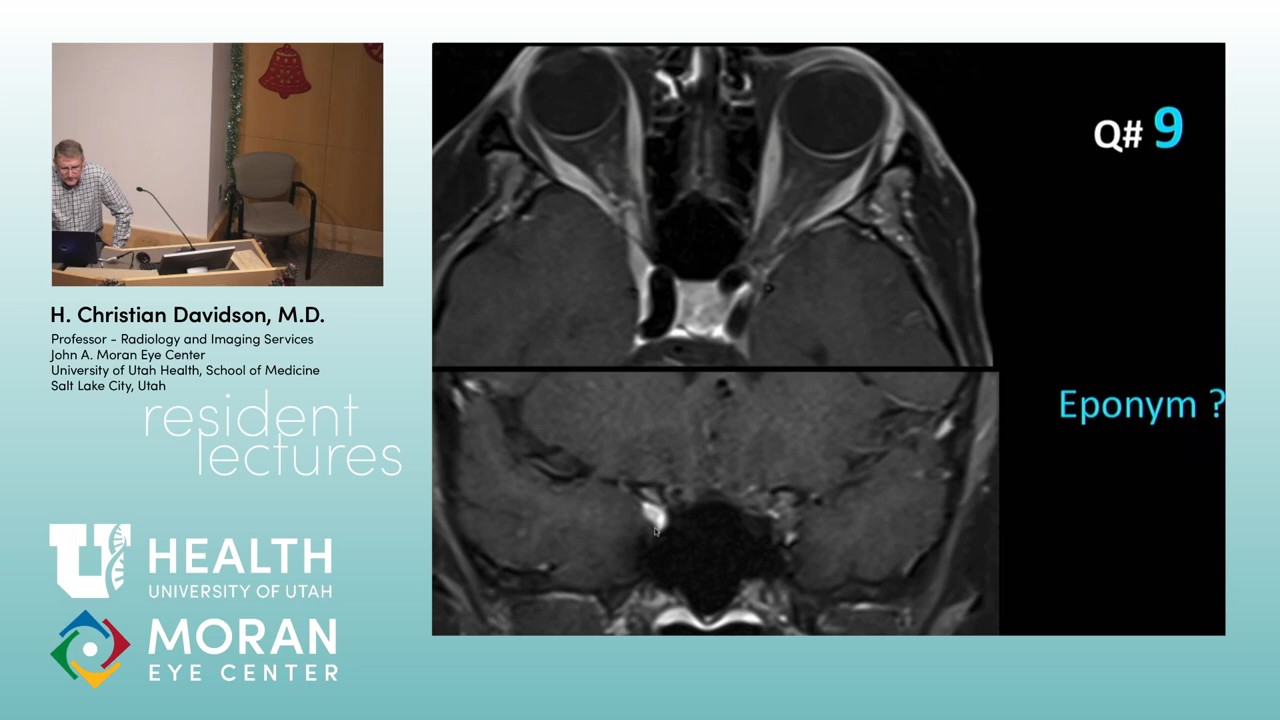 Q# 9
Eponym ?
H. Christian Davidson, M.D.
Professor - Radiology and Imaging Services
John A. Moran Eye Center
University of Utah Health, School of Medicine
Salt Lake City, Utah
resident
lectures
U HEALTH
UNIVERSITY OF UTAH
MORAN
EYE CENTER